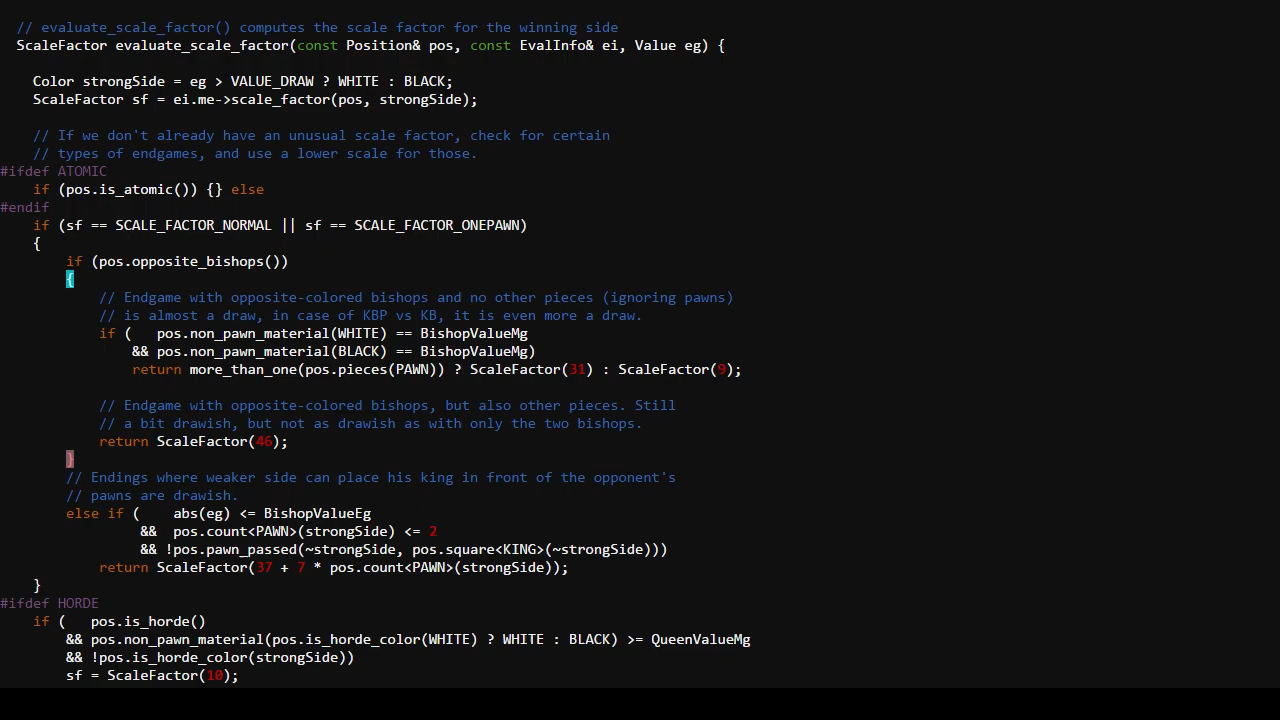 // evaluate_scale_factor() computes the scale factor for the winning side
ScaleFactor evaluate_scale_factor(const Position& pos, const EvalInfo& ei, Value eg) {
Color strongSide = eg > VALUE_DRAW ? WHITE : BLACK;
ScaleFactor sf = ei.me->scale_factor(pos, strongSide);
// If we don't already have an unusual scale factor, check for certain
// types of endgames, and use a lower scale for those.
#ifdef ATOMIC
if (pos.is_atomic()) {} else
#endif
if (sf == SCALE_FACTOR_NORMAL || sf == SCALE_FACTOR_ONEPAWN)
{
if (pos.opposite_bishops())
{
// Endgame with opposite-colored bishops and no other pieces (ignoring pawns)
// is almost a draw, in case of KBP vs KB, it is even more a draw.
if (   pos.non_pawn_material(WHITE) == BishopValueMg
&& pos.non_pawn_material(BLACK) == BishopValueMg)
return more_than_one(pos.pieces(PAWN)) ? ScaleFactor(31) : ScaleFactor(9);
// Endgame with opposite-colored bishops, but also other pieces. Still
// a bit drawish, but not as drawish as with only the two bishops.
return ScaleFactor(46);
}
// Endings where weaker side can place his king in front of the opponent's
// pawns are drawish.
else if (    abs(eg) <= BishopValueEg
&&  pos.count<PAWN>(strongSide) <= 2
&& !pos.pawn_passed(~strongSide, pos.square<KING>(~strongSide)))
return ScaleFactor(37 + 7 * pos.count<PAWN>(strongSide));
}
#ifdef HORDE
if (   pos.is_horde()
&& pos.non_pawn_material(pos.is_horde_color(WHITE) ? WHITE : BLACK) >= QueenValueMg
&& !pos.is_horde_color(strongSide))
sf = ScaleFactor(10);